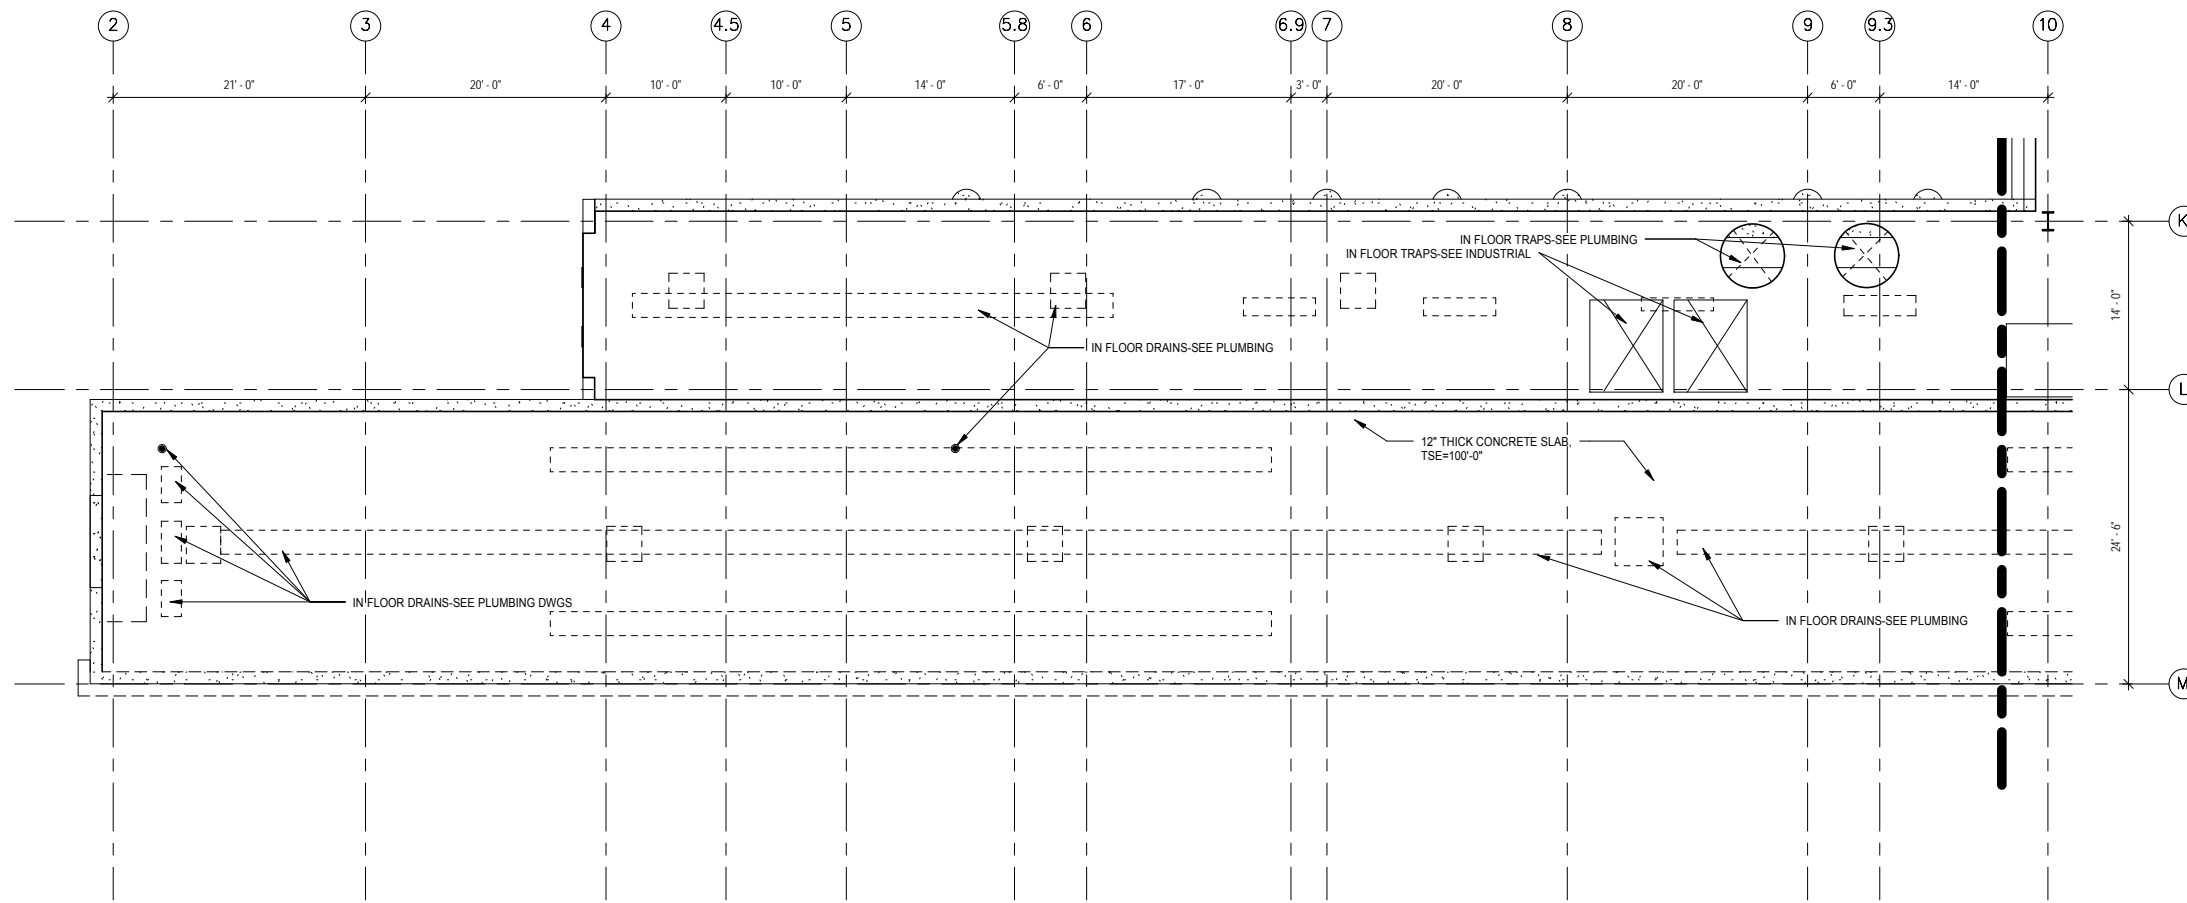 2 3 4 4.5 5 5.8 6 6.9 7 8 9 9.3 10
21' - 0" 20' - 0" 10' - 0" 10' - 0" 14' - 0" 6' - 0" 17' - 0" 3' - 0" 20' - 0" 20' - 0" 6' - 0" 14' - 0"
K
IN FLOOR TRAPS-SEE PLUMBING
IN FLOOR TRAPS-SEE INDUSTRIAL
14' - 0"
IN FLOOR DRAINS-SEE PLUMBING
L
12" THICK CONCRETE SLAB,
TSE=100'-0"
24' - 6"
IN FLOOR DRAINS-SEE PLUMBING DWGS
IN FLOOR DRAINS-SEE PLUMBING
M